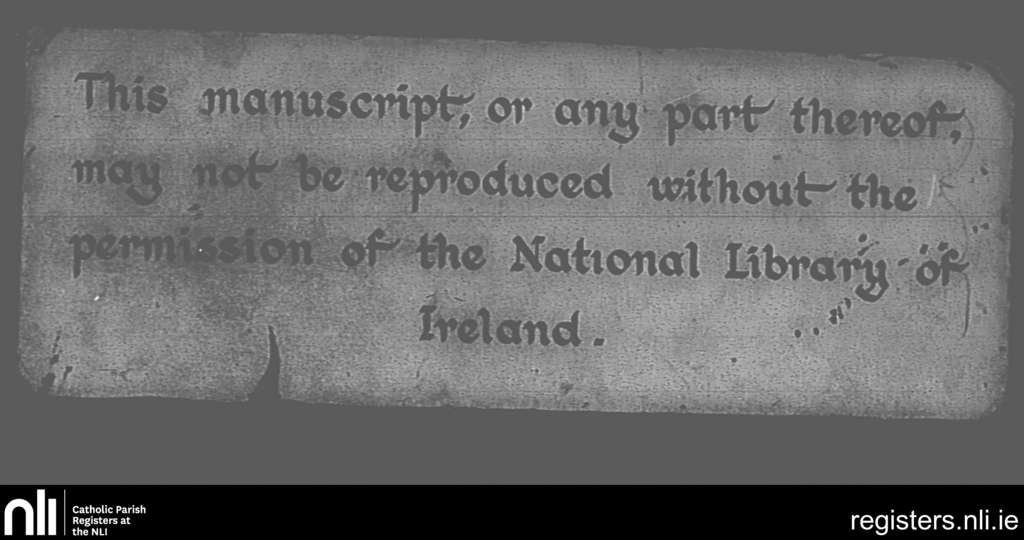 This manuscript, or any part thereof,
may not be reproduced without the
permission of the National Library of
Ireland.
nli
Catholic Parish
Registers at
the NLI
registers.nli.ie